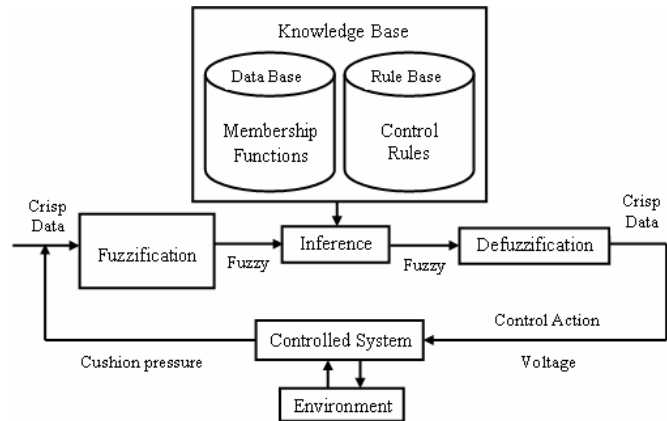 Knowledge Base
Data Base
Rule Base
Membership
Functions
Control
Rules
Crisp
Data
Fuzzification
Fuzzy
Inference
Fuzzy
Defuzzification
Crisp
Data
Control Action
Voltage
Controlled System
Cushion pressure
Environment